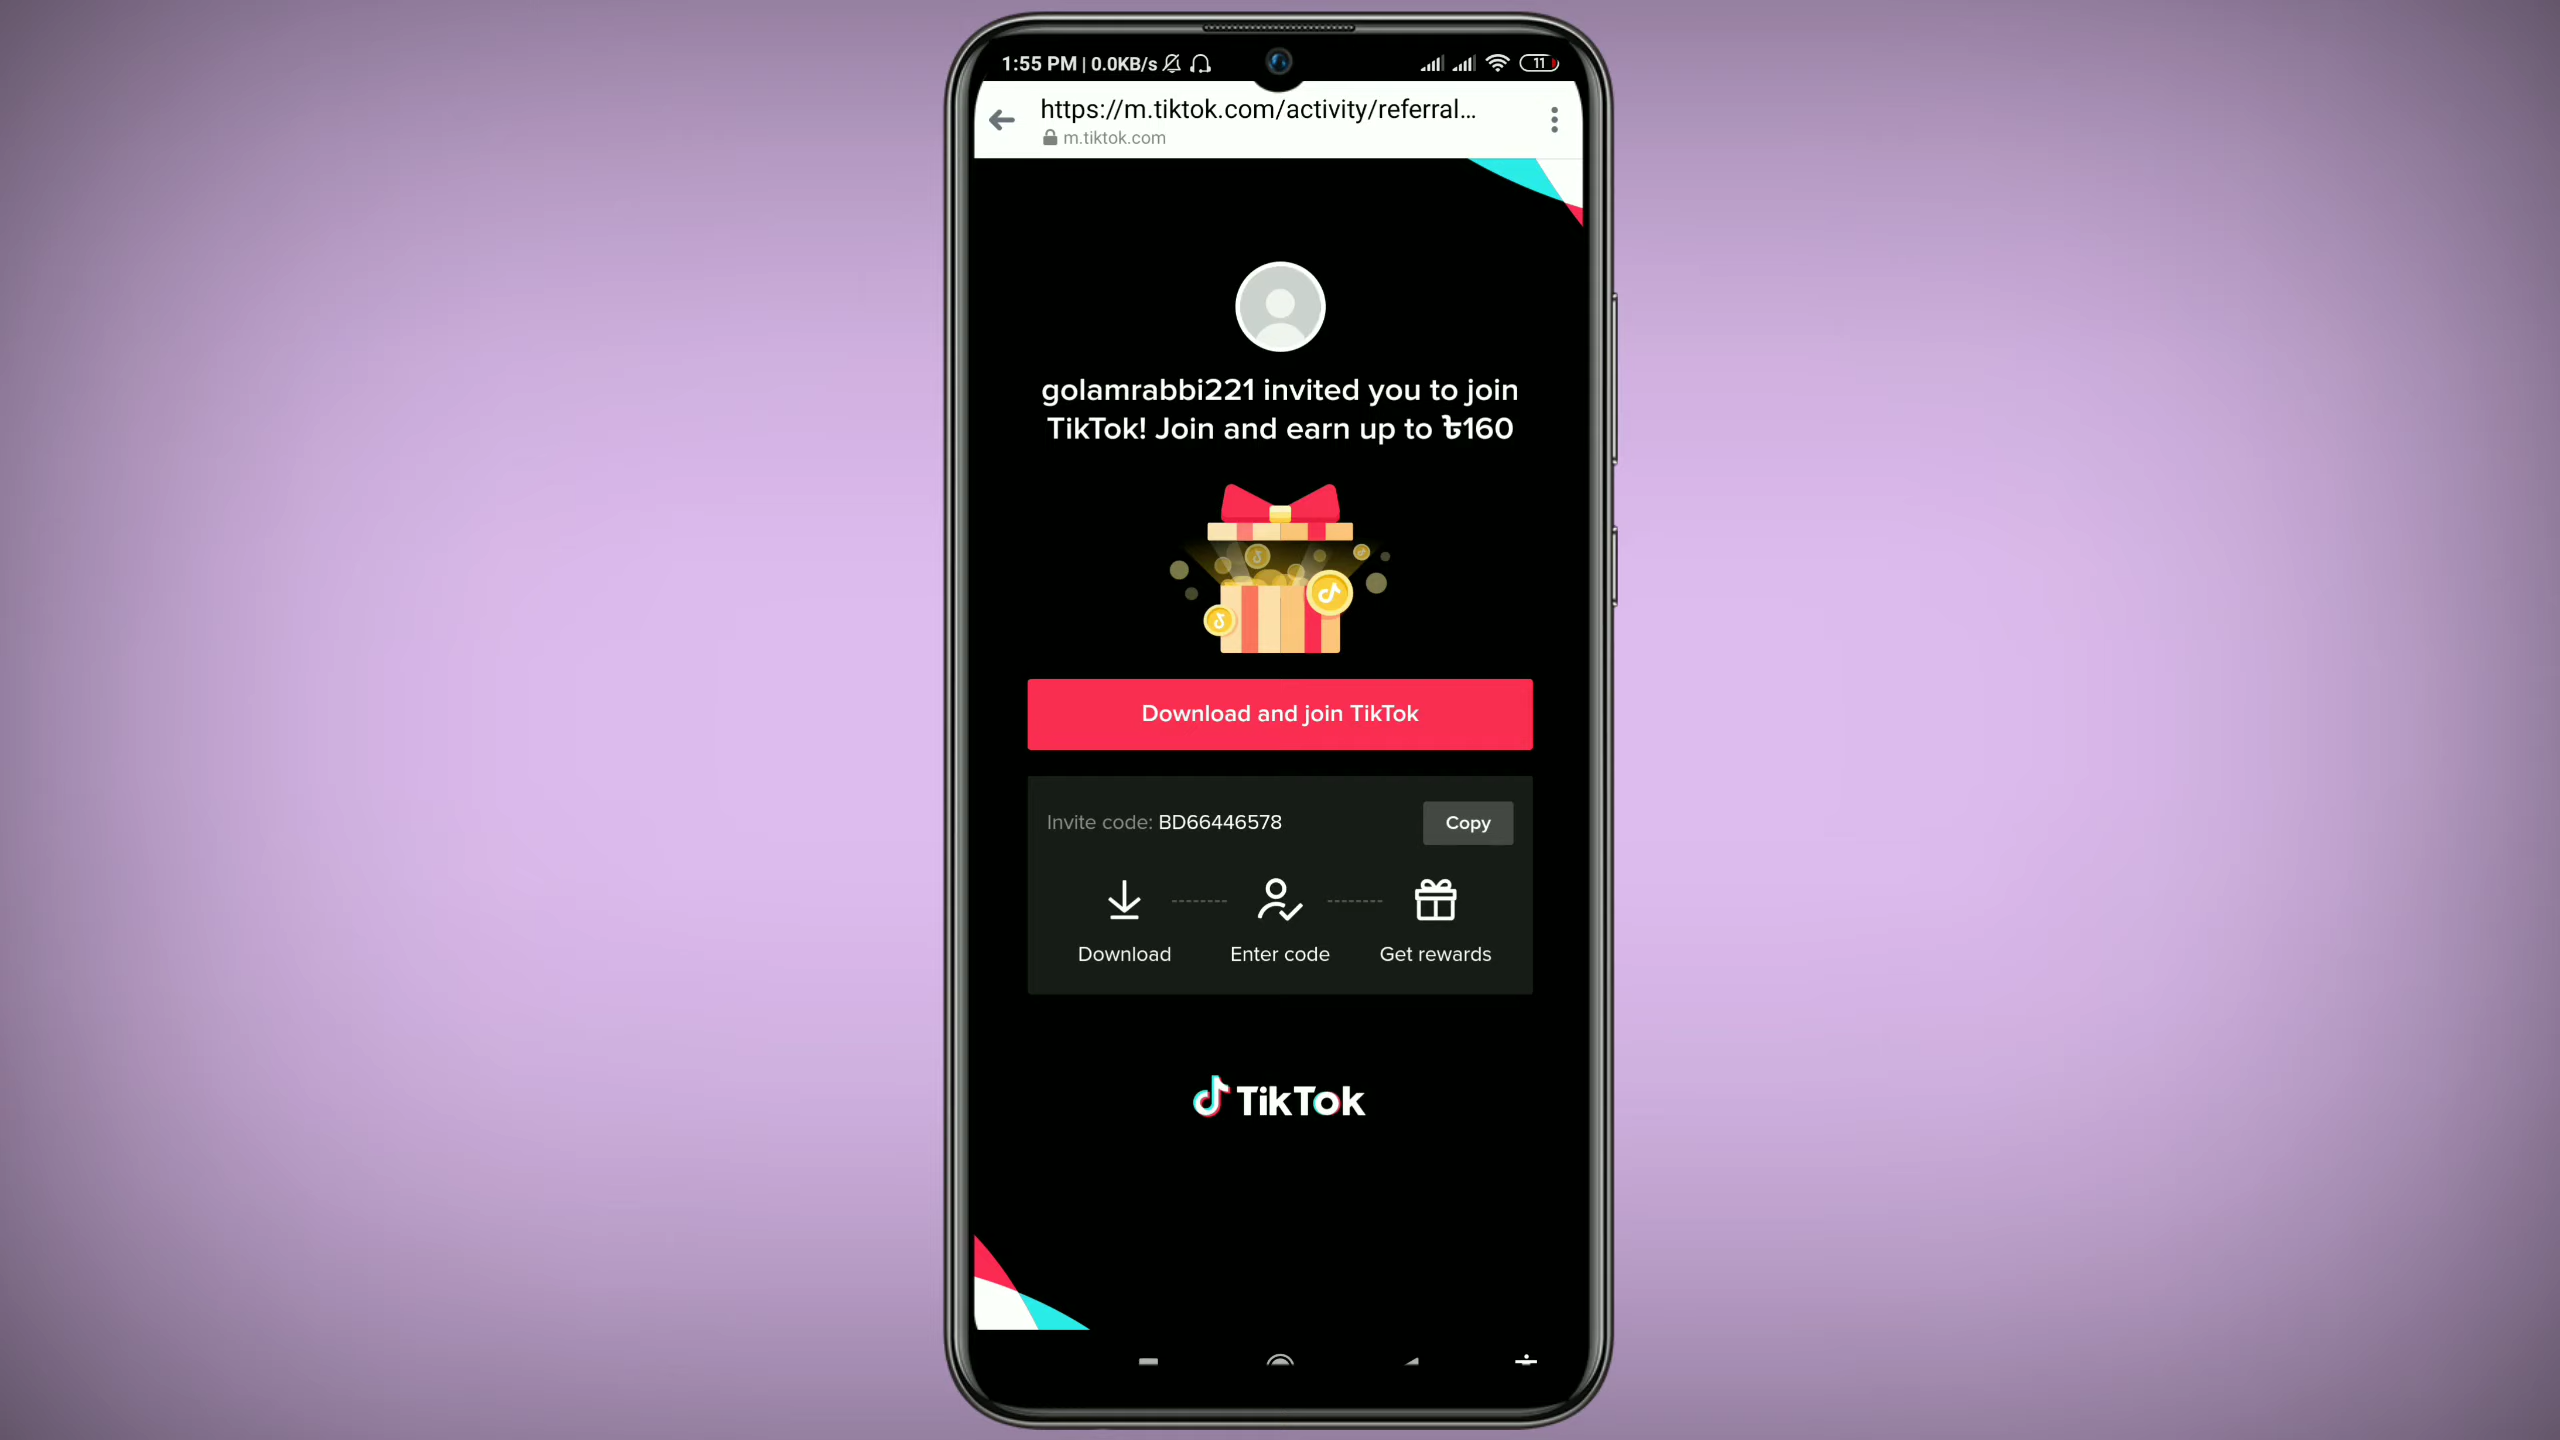 1:55 PM | 0.0KB/s
11
https://m.tiktok.com/activity/referral...
m.tiktok.com
golamrabbi221 invited you to join
TikTok! Join and earn up to ৳160
Download and join TikTok
Invite code: BD66446578
Copy
Download
Enter code
Get rewards
TikTok